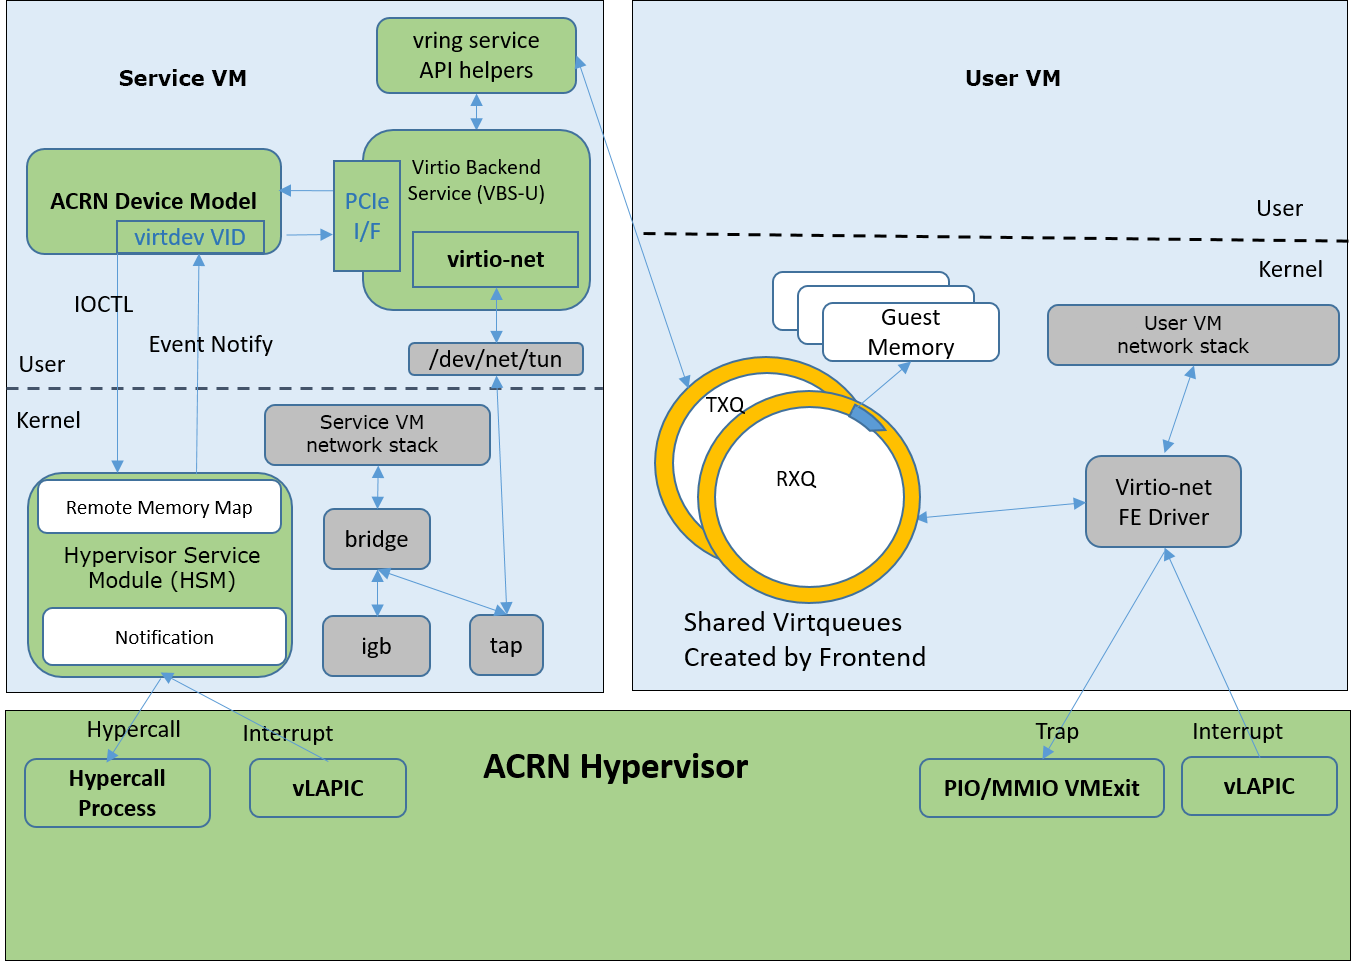 Service VM
vring service
API helpers
ACRN Device Model
virtdev VID
PCIe
I/F
Virtio Backend
Service (VBS-U)
virtio-net
IOCTL
Event Notify
/dev/net/tun
User
Kernel
Service VM
network stack
Remote Memory Map
Hypervisor Service
Module (HSM)
Notification
bridge
igb
tap
User VM
User
Kernel
Guest
Memory
User VM
network stack
TXQ
RXQ
Virtio-net
FE Driver
Shared Virtqueues
Created by Frontend
Hypercall
Interrupt
Trap
Interrupt
ACRN Hypervisor
Hypercall
Process
vLAPIC
PIO/MMIO VMExit
vLAPIC